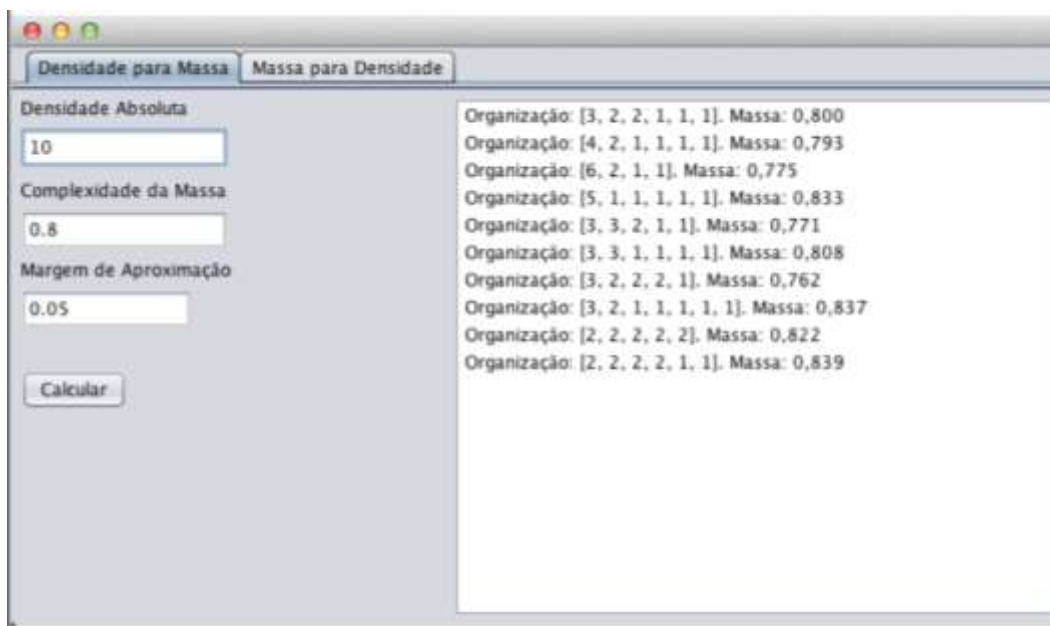 Densidade para Massa Massa para Densidade
Densidade Absoluta
10
Complexidade da Massa
0.8
Margem de Aproximação
0.05
Calcular
Organização: [3, 2, 2, 1, 1, 1]. Massa: 0,800
Organização: [4, 2, 1, 1, 1, 1]. Massa: 0,793
Organização: [6, 2, 1, 1]. Massa: 0,775
Organização: [5, 1, 1, 1, 1, 1]. Massa: 0,833
Organização: [3, 3, 2, 1, 1]. Massa: 0,771
Organização: [3, 3, 1, 1, 1, 1]. Massa: 0,808
Organização: [3, 2, 2, 2, 1]. Massa: 0,762
Organização: [3, 2, 1, 1, 1, 1, 1]. Massa: 0,837
Organização: [2, 2, 2, 2, 2]. Massa: 0,822
Organização: [2, 2, 2, 2, 1, 1]. Massa: 0,839